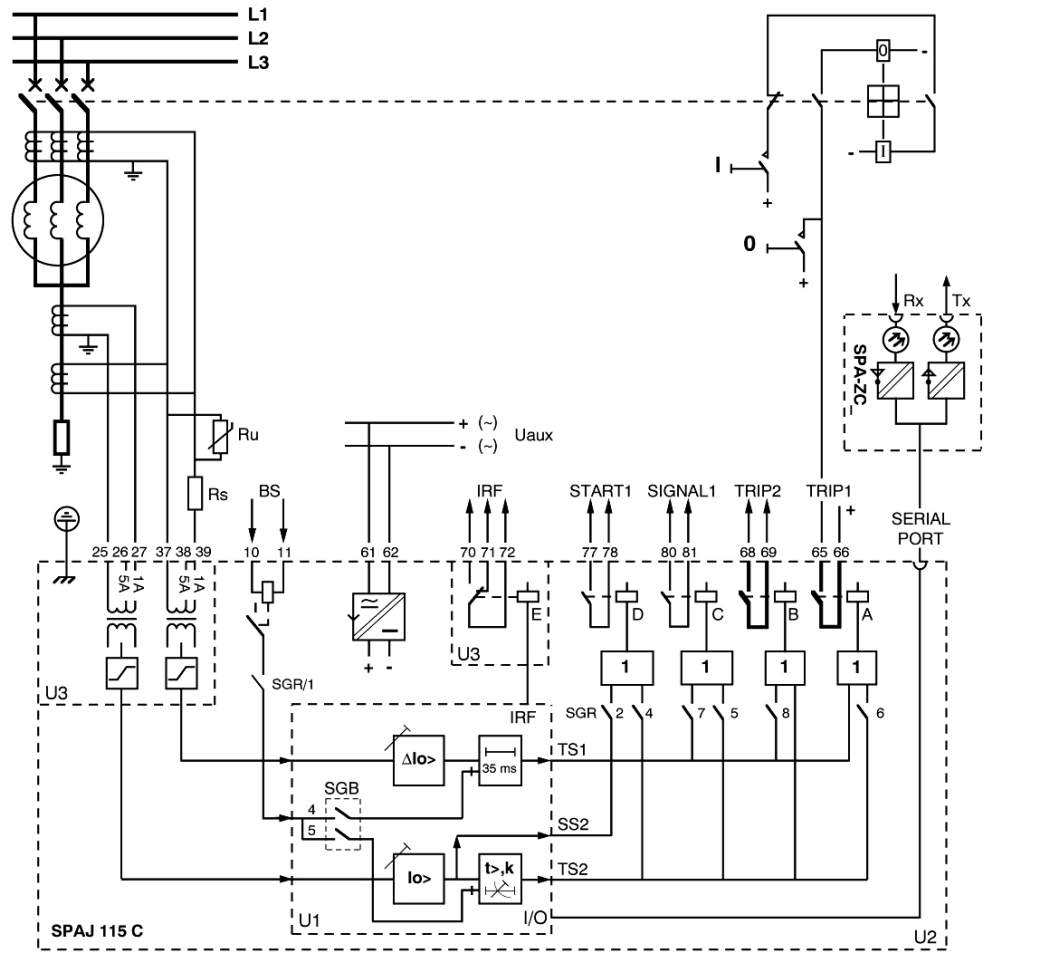 L1
L2
L3
0 -
- I
I
+
0
+
Rx Tx
SPA-ZC_
Ru
+ (~)
- (~)
Uaux
Rs
BS
IRF
START1
SIGNAL1
TRIP2
TRIP1
+
SERIAL
PORT
25 26 27 37 38 39 10 11 61 62 70 71 72 77 78 80 81 68 69 65 66
5A 1A 5A 1A
E D C B A
+ -
U3
1 1 1 1
U3
SGR/1
SGR 2 4 7 5 8 6
IRF
TS1
ΔIo>
35 ms
+
SGB
4
5
SS2
Io>
t>,k
+
TS2
I/O
U1
SPAJ 115 C
U2